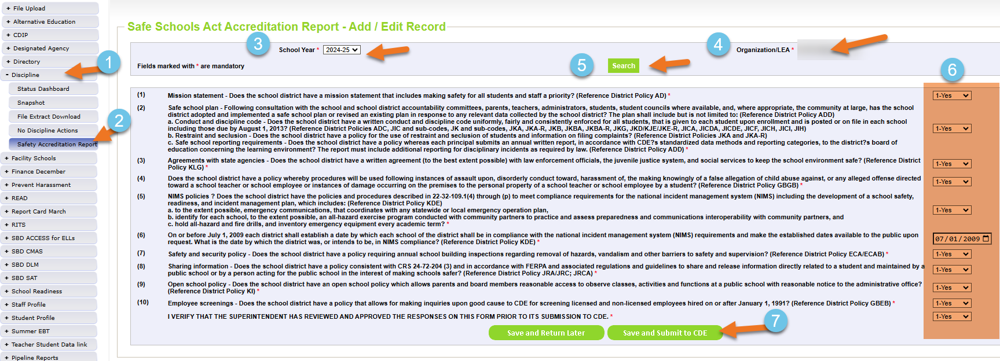 + File Upload
+ Alternative Education
+ CDIP
+ Designated Agency
+ Directory
- Discipline
Status Dashboard
Snapshot
File Extract Download
No Discipline Actions
Safety Accreditation Report
+ Facility Schools
+ Finance December
+ Prevent Harassment
+ READ
+ Report Card March
+ RITS
+ SBD ACCESS for ELLs
+ SBD CMAS
+ SBD DLM
+ SBD SAT
+ School Readiness
+ Staff Profile
+ Student Profile
+ Summer EBT
+ Teacher Student Data link
+ Pipeline Reports
1
2
Safe Schools Act Accreditation Report - Add / Edit Record
3
School Year * 2024-25
4
Organization/LEA *
Fields marked with * are mandatory
5
Search
6
(1) Mission statement - Does the school district have a mission statement that includes making safety for all students and staff a priority? (Reference District Policy AD) * 1-Yes
(2) Safe school plan - Following consultation with the school and school district accountability committees, parents, teachers, administrators, students, student councils where available, and, where appropriate, the community at large, has the school
district adopted and implemented a safe school plan or revised an existing plan in response to any relevant data collected by the school district? The plan shall include but is not limited to: (Reference District Policy ADD)
a. Conduct and discipline code - Does the school district have a written conduct and discipline code uniformly, fairly and consistently enforced for all students, that is given to each student upon enrollment and is posted or on file in each school
including those due by August 1, 2013? (Reference District Policies ADC, JIC and sub-codes, JK and sub-codes, JKA, JKA-R, JKB, JKBA, JKBA-R, JKG, JKD/KJE/JKE-R, JICA, JICDA, JICDE, JICF, JICH, JICI, JIH) 1-Yes
b. Restraint and seclusion - Does the school district have a policy for the use of restraint and seclusion of students and information on filing complaints? (Reference District Policies JKA and JKA-R)
c. Safe school reporting requirements - Does the school district have a policy whereas each principal submits an annual written report, in accordance with CDE?s standardized data methods and reporting categories, to the district?s board of
education concerning the learning environment? The report must include additional reporting for disciplinary incidents as required by law. (Reference District Policy ADD) *
(3) Agreements with state agencies - Does the school district have a written agreement (to the best extent possible) with law enforcement officials, the juvenile justice system, and social services to keep the school environment safe? (Reference District
Policy KLG) * 1-Yes
(4) Does the school district have a policy whereby procedures will be used following instances of assault upon, disorderly conduct toward, harassment of, the making knowingly of a false allegation of child abuse against, or any alleged offense directed
toward a school teacher or school employee or instances of damage occurring on the premises to the personal property of a school teacher or school employee by a student? (Reference District Policy GBGB) * 1-Yes
(5) NIMS policies ? Does the school district have the policies and procedures described in 22-32-109.1(4) through (p) to meet compliance requirements for the national incident management system (NIMS) including the development of a school safety,
readiness, and incident management plan, which includes: (Reference District Policy KDE)
a. to the extent possible, emergency communications, that coordinates with any statewide or local emergency operation plan, 1-Yes
b. identify for each school, to the extent possible, an all-hazard exercise program conducted with community partners to practice and assess preparedness and communications interoperability with community partners, and
c. hold all-hazard and fire drills, and inventory emergency equipment every academic term? *
(6) On or before July 1, 2009 each district shall establish a date by which each school of the district shall be in compliance with the national incident management system (NIMS) requirements and make the established dates available to the public upon
request. What is the date by which the district was, or intends to be, in NIMS compliance? (Reference District Policy KDE) * 07/01/2009
(7) Safety and security policy - Does the school district have a policy requiring annual school building inspections regarding removal of hazards, vandalism and other barriers to safety and supervision? (Reference District Policy ECA/ECAB) * 1-Yes
(8) Sharing information - Does the school district have a policy consistent with CRS 24-72-204 (3) and in accordance with FERPA and associated regulations and guidelines to share and release information directly related to a student and maintained by a
public school or by a person acting for the public school in the interest of making schools safer? (Reference District Policy JRA/JRC; JRCA) * 1-Yes
(9) Open school policy - Does the school district have an open school policy which allows parents and board members reasonable access to observe classes, activities and functions at a public school with reasonable notice to the administrative office?
(Reference District Policy KI) * 1-Yes
(10) Employee screenings - Does the school district have a policy that allows for making inquiries upon good cause to CDE for screening licensed and non-licensed employees hired on or after January 1, 1991? (Reference District Policy GBEB) * 1-Yes
I VERIFY THAT THE SUPERINTENDENT HAS REVIEWED AND APPROVED THE RESPONSES ON THIS FORM PRIOR TO ITS SUBMISSION TO CDE. * 1-Yes
Save and Return Later
Save and Submit to CDE
7